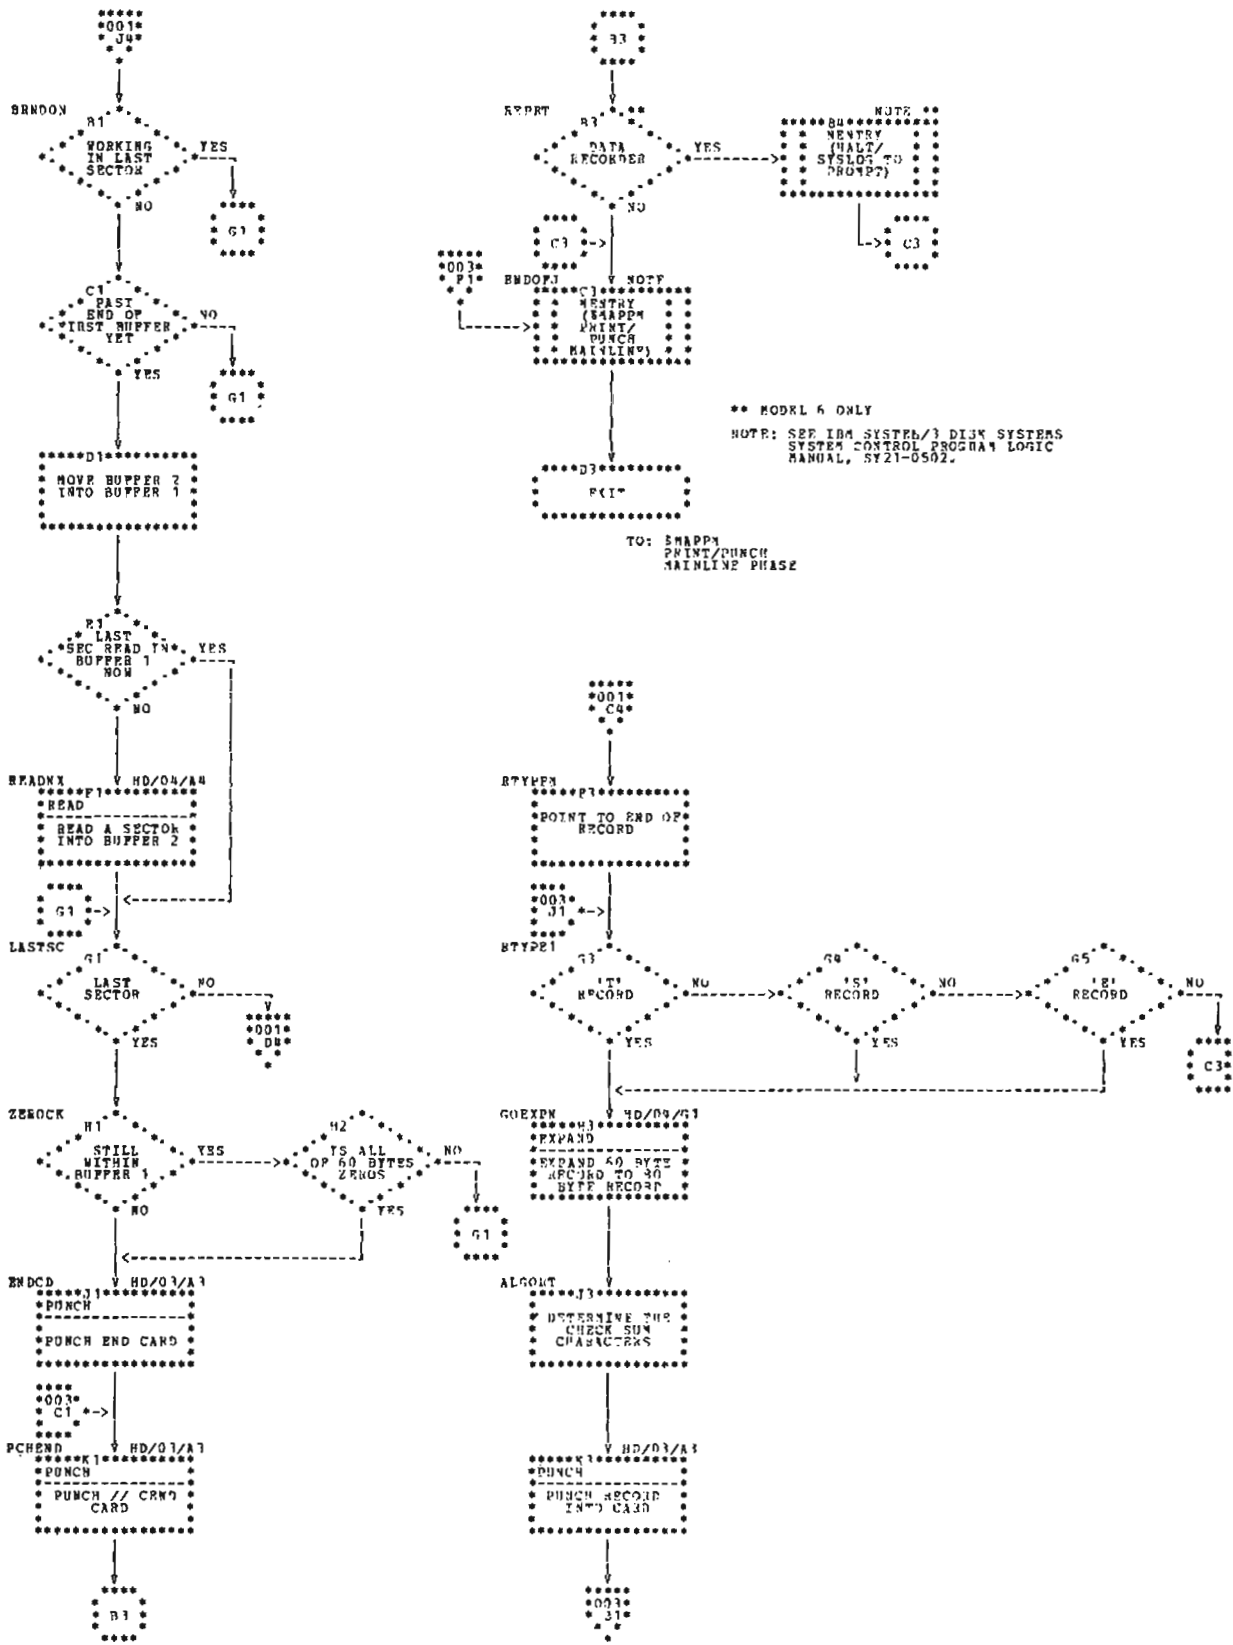 001
J4
BRNDON
B1
WORKING
IN LAST
SECTOR
YES
G1
NO
C1
PAST
END OF
FIRST BUFFER
YET
NO
G1
YES
D1
MOVE BUFFER 2
INTO BUFFER 1
E1
LAST
SEC READ IN
BUFFER 1
NOW
YES
NO
READNX HD/04/A4
F1
READ
READ A SECTOR
INTO BUFFER 2
G1
LASTSC
G1
LAST
SECTOR
NO
001
D4
YES
ZEROCK
H1
STILL
WITHIN
BUFFER 1
YES
H2
IS ALL
OF 60 BYTES
ZEROS
NO
G1
NO
YES
ENDCD HD/03/A3
J1
PUNCH
PUNCH END CARD
003
C1
PCHEND HD/03/A3
K1
PUNCH
PUNCH // CEND
CARD
B3
B3
B3 **
DATA
RECORDER
YES
NOTE **
B4
NENTRY
(HALT/
SYSLOG TO
PROMPT)
C3
NO
C3
003
F1
ENDOFJ NOTE
C3
NENTRY
($MAPPM
PRINT/
PUNCH
MAINLINE)
** MODEL 6 ONLY
NOTE: SEE IBM SYSTEM/3 DISK SYSTEMS
SYSTEM CONTROL PROGRAM LOGIC
MANUAL, SY21-0502.
D3
EXIT
TO: $MAPPM
PRINT/PUNCH
MAINLINE PHASE
001
C4
RTYPPN
F3
POINT TO END OF
RECORD
003
J1
RTYPE1
G3
'T'
RECORD
NO
G4
'S'
RECORD
NO
G5
'E'
RECORD
NO
C3
YES
YES
YES
GOEXPN HD/04/G1
H3
EXPAND
EXPAND 60 BYTE
RECORD TO 80
BYTE RECORD
ALGORT
J3
DETERMINE THE
CHECK SUM
CHARACTERS
HD/03/A3
K3
PUNCH
PUNCH RECORD
INTO CARD
003
B1